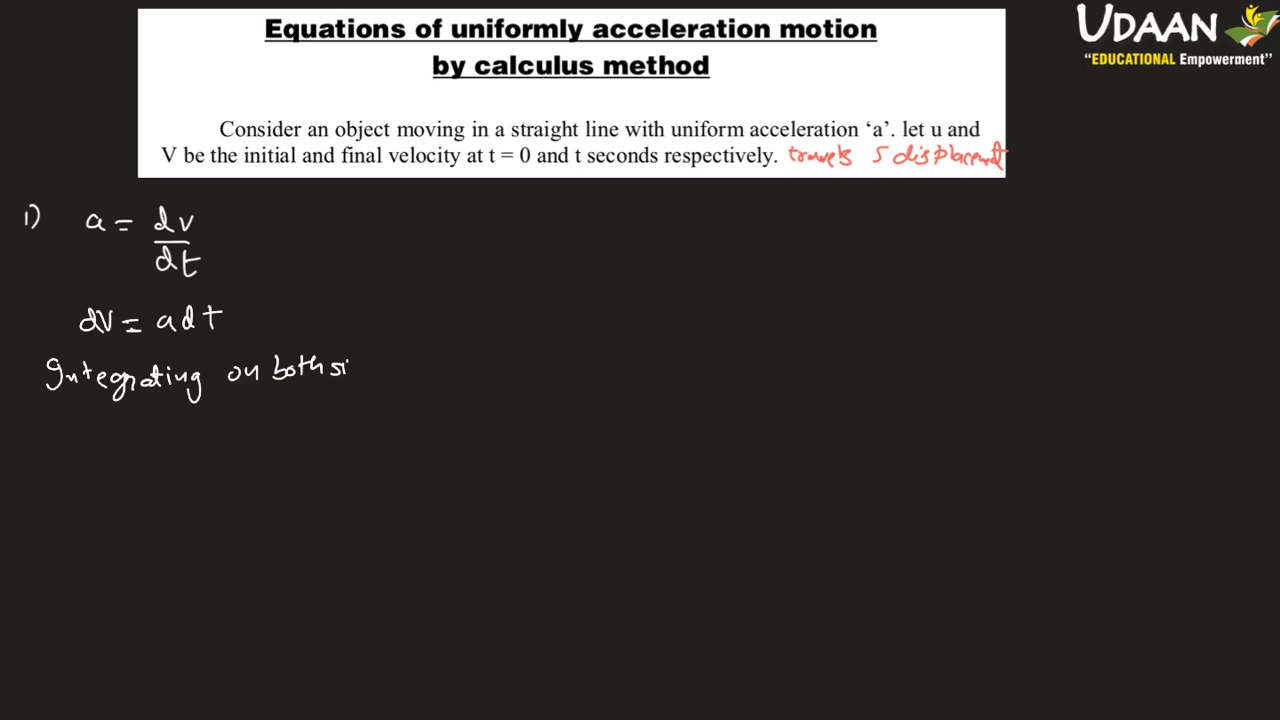 Equations of uniformly acceleration motion
by calculus method
UDAAN
“EDUCATIONAL Empowerment”
Consider an object moving in a straight line with uniform acceleration ‘a’. let u and
V be the initial and final velocity at t = 0 and t seconds respectively. travels s displacement
1) a = dv/dt
dV = adt
Integrating on both si